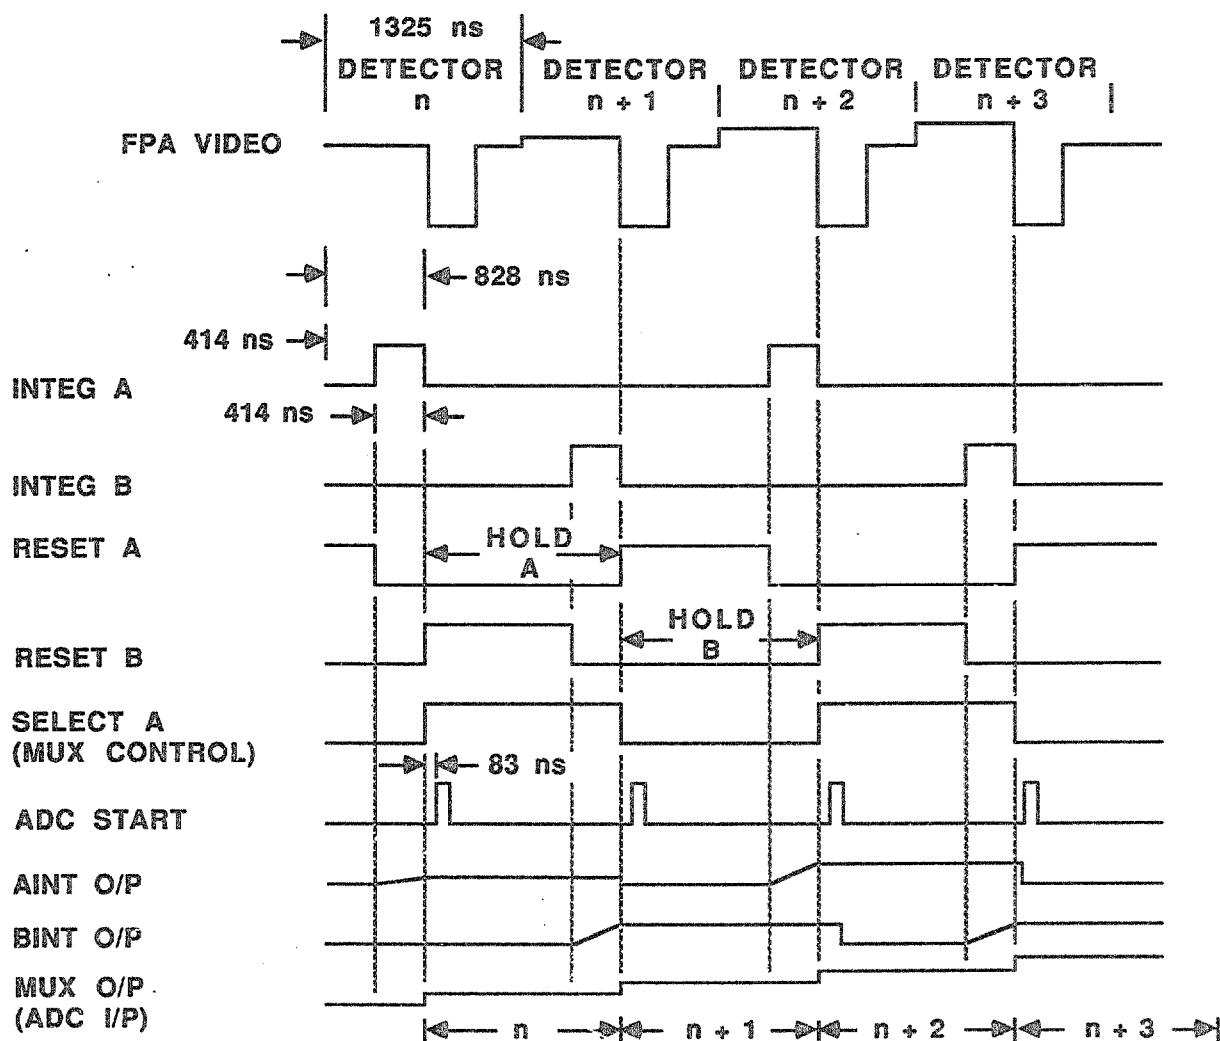 1325 ns
DETECTOR n
DETECTOR n + 1
DETECTOR n + 2
DETECTOR n + 3
FPA VIDEO
828 ns
414 ns
INTEG A
414 ns
INTEG B
RESET A
HOLD A
RESET B
HOLD B
SELECT A
(MUX CONTROL)
83 ns
ADC START
AINT O/P
BINT O/P
MUX O/P
(ADC I/P)
n
n + 1
n + 2
n + 3